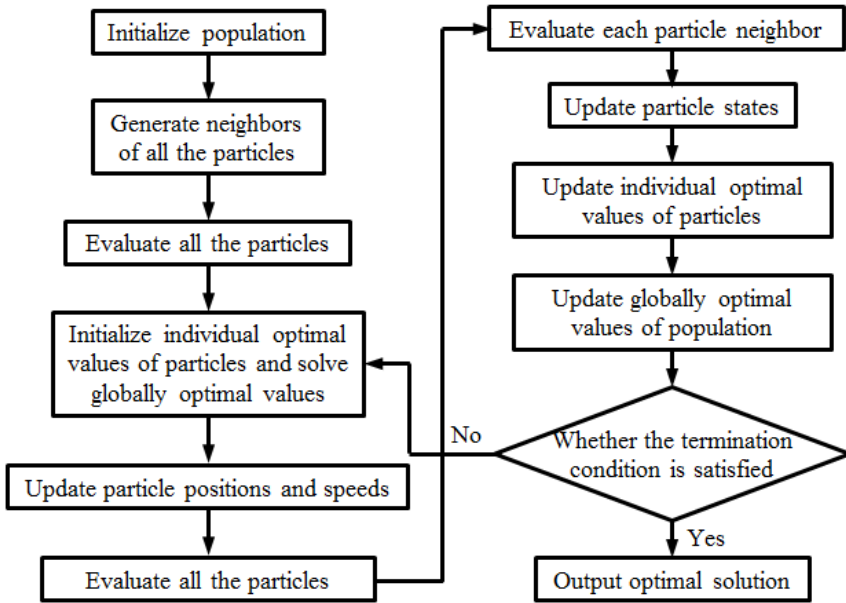 Initialize population
Generate neighbors
of all the particles
Evaluate all the particles
Initialize individual optimal
values of particles and solve
globally optimal values
Update particle positions and speeds
Evaluate all the particles
Evaluate each particle neighbor
Update particle states
Update individual optimal
values of particles
Update globally optimal
values of population
Whether the termination
condition is satisfied
No
Yes
Output optimal solution